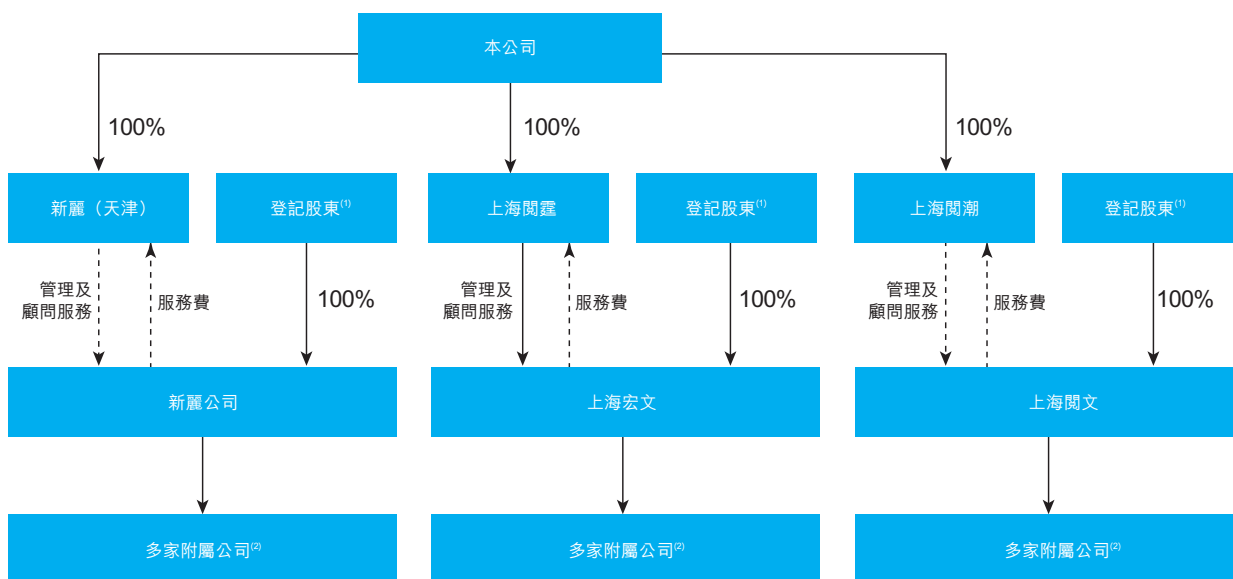 本公司
100%
100%
100%
新麗（天津）
登記股東(1)
上海閱霆
登記股東(1)
上海閱潮
登記股東(1)
管理及
顧問服務
服務費
100%
管理及
顧問服務
服務費
100%
管理及
顧問服務
服務費
100%
新麗公司
上海宏文
上海閱文
多家附屬公司(2)
多家附屬公司(2)
多家附屬公司(2)